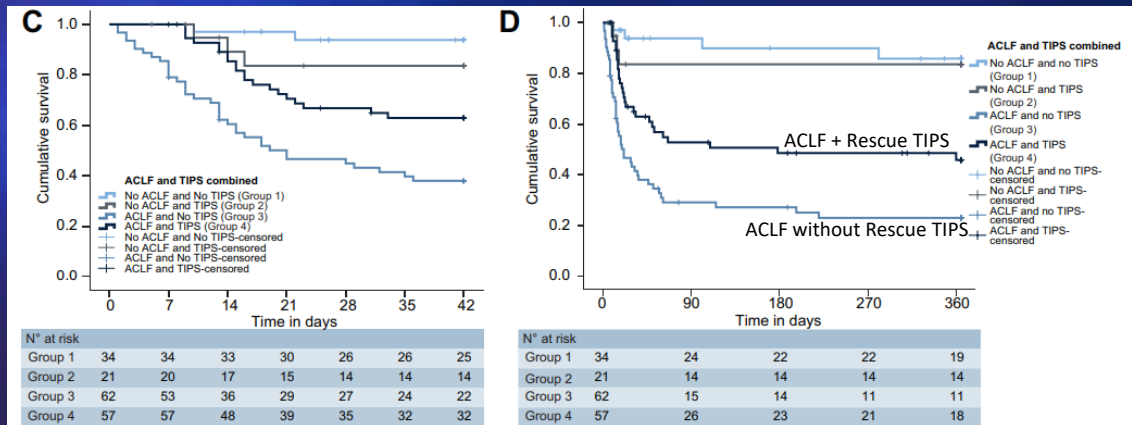 C
1.0
0.8
0.6
0.4
0.2
0.0
Cumulative survival
ACLF and TIPS combined
No ACLF and No TIPS (Group 1)
No ACLF and TIPS (Group 2)
ACLF and No TIPS (Group 3)
ACLF and TIPS (Group 4)
No ACLF and No TIPS-censored
No ACLF and TIPS-censored
ACLF and No TIPS-censored
ACLF and TIPS-censored
0 7 14 21 28 35 42
Time in days
N° at risk
Group 1 34 34 33 30 26 26 25
Group 2 21 20 17 15 14 14 14
Group 3 62 53 36 29 27 24 22
Group 4 57 57 48 39 35 32 32
D
1.0
0.8
0.6
0.4
0.2
0.0
Cumulative survival
ACLF + Rescue TIPS
ACLF without Rescue TIPS
0 90 180 270 360
Time in days
ACLF and TIPS combined
No ACLF and no TIPS
(Group 1)
No ACLF and TIPS
(Group 2)
ACLF and no TIPS
(Group 3)
ACLF and TIPS
(Group 4)
No ACLF and no TIPS-
censored
No ACLF and TIPS-
censored
ACLF and no TIPS-
censored
ACLF and TIPS-
censored
N° at risk
Group 1 34 24 22 22 19
Group 2 21 14 14 14 14
Group 3 62 15 14 11 11
Group 4 57 26 23 21 18